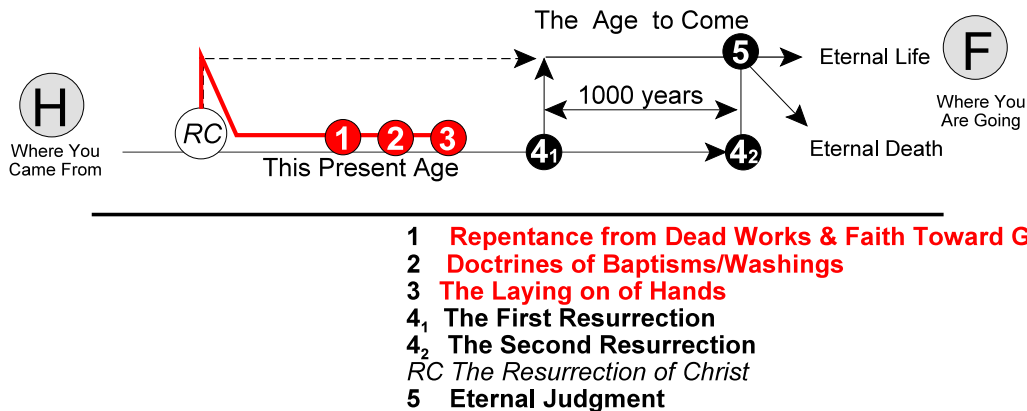 The Age to Come
H
Where You
Came From
RC
1 2 3
This Present Age
1000 years
4₁
4₂
5
Eternal Life
Eternal Death
F
Where You
Are Going
1 Repentance from Dead Works & Faith Toward G
2 Doctrines of Baptisms/Washings
3 The Laying on of Hands
4₁ The First Resurrection
4₂ The Second Resurrection
RC The Resurrection of Christ
5 Eternal Judgment